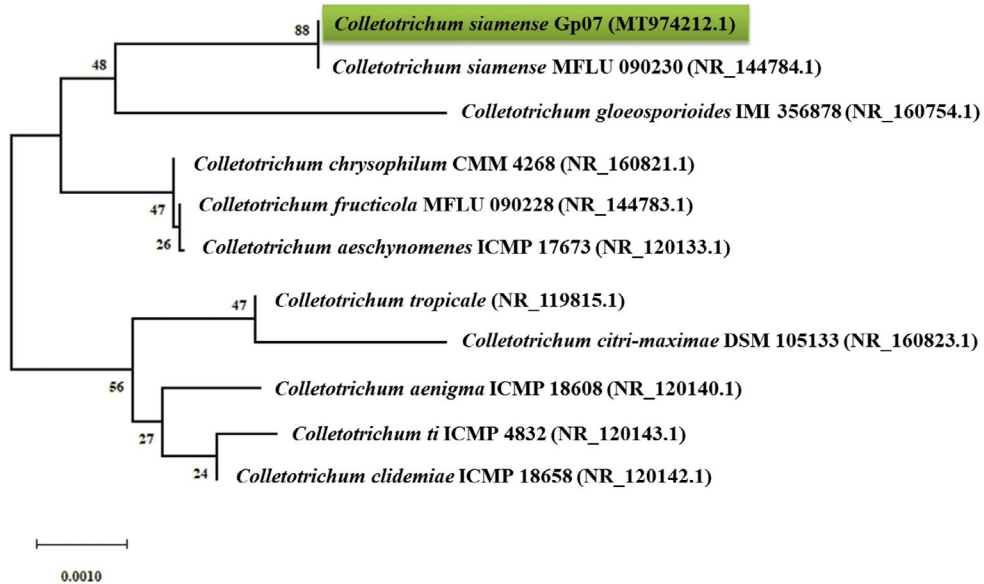 88
Colletotrichum siamense Gp07 (MT974212.1)
48
Colletotrichum siamense MFLU 090230 (NR_144784.1)
Colletotrichum gloeosporioides IMI 356878 (NR_160754.1)
Colletotrichum chrysophilum CMM 4268 (NR_160821.1)
47
Colletotrichum fructicola MFLU 090228 (NR_144783.1)
26
Colletotrichum aeschynomenes ICMP 17673 (NR_120133.1)
47
Colletotrichum tropicale (NR_119815.1)
Colletotrichum citri-maximae DSM 105133 (NR_160823.1)
56
Colletotrichum aenigma ICMP 18608 (NR_120140.1)
27
Colletotrichum ti ICMP 4832 (NR_120143.1)
24
Colletotrichum clidemiae ICMP 18658 (NR_120142.1)
0.0010